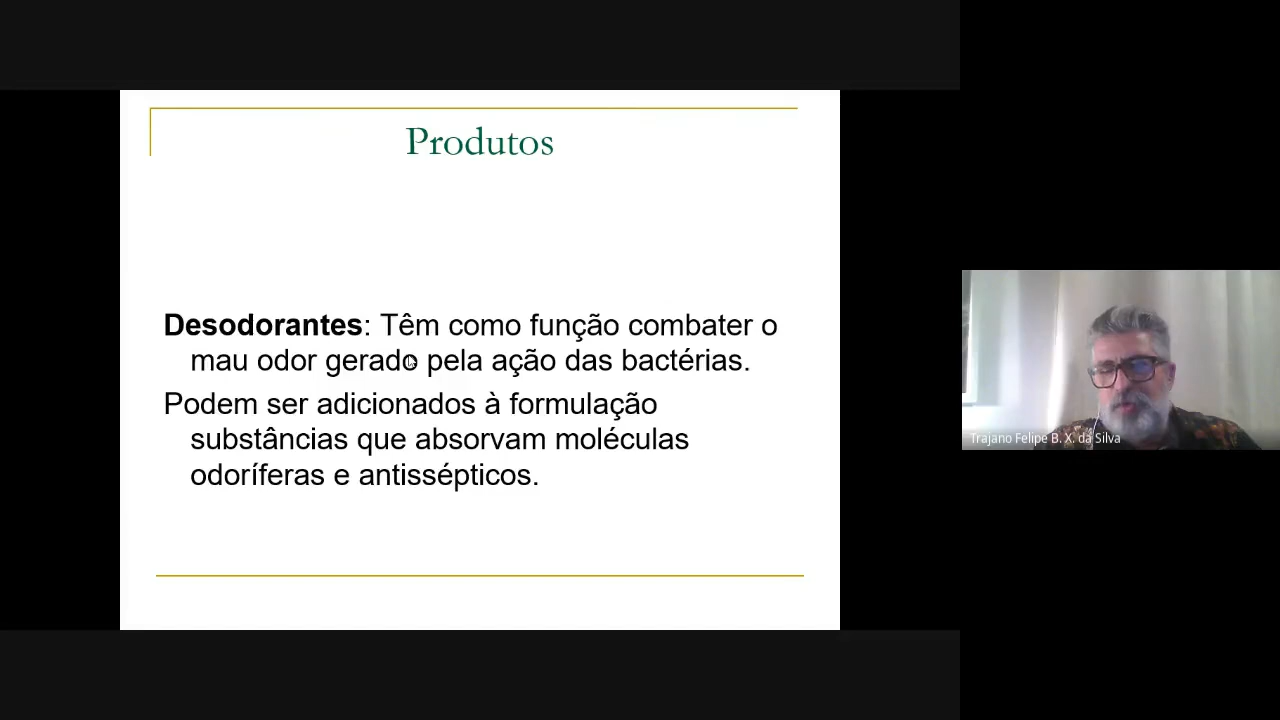 Produtos
Desodorantes: Têm como função combater o
mau odor gerado pela ação das bactérias.
Podem ser adicionados à formulação
substâncias que absorvam moléculas
odoríferas e antissépticos.
Trajano Felipe B. X. da Silva